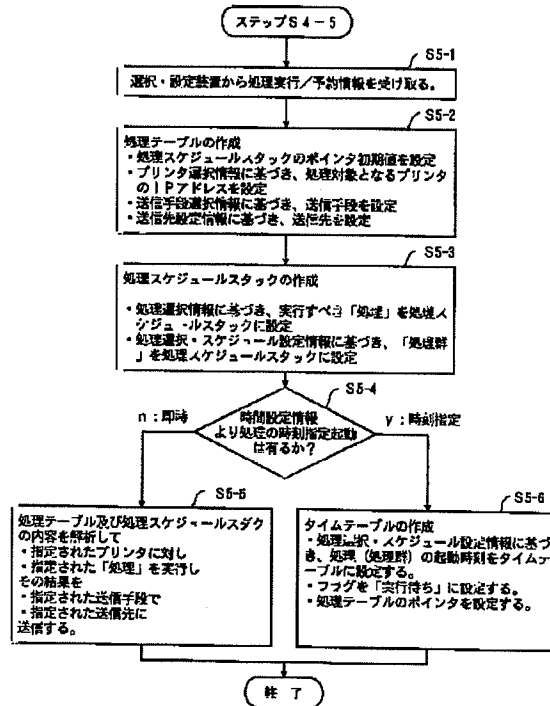 ステップS4-5
S5-1
選択・設定装置から処理実行/予約情報を受け取る。
S5-2
処理テーブルの作成
・処理スケジュールスタックのポインタ初期値を設定
・プリンタ選択情報に基づき、処理対象となるプリンタ
のIPアドレスを設定
・送信手段選択情報に基づき、送信手段を設定
・送信先設定情報に基づき、送信先を設定
S5-3
処理スケジュールスタックの作成
・処理選択情報に基づき、実行すべき「処理」を処理ス
ケジュールスタックに設定
・処理選択・スケジュール設定情報に基づき、「処理群
」を処理スケジュールスタックに設定
S5-4
時間設定情報
より処理の時刻指定起動
は有るか?
n:即時
y:時刻指定
S5-5
処理テーブル及び処理スケジュールスダク
の内容を解析して
・指定されたプリンタに対し
・指定された「処理」を実行し
その結果を
・指定された送信手段で
・指定された送信先に
送信する。
S5-6
タイムテーブルの作成
・処理選択・スケジュール設定情報に基づ
き、処理(処理群)の起動時刻をタイムテ
ーブルに設定する。
・フラグを「実行待ち」に設定する。
・処理テーブルのポインタを設定する。
終了